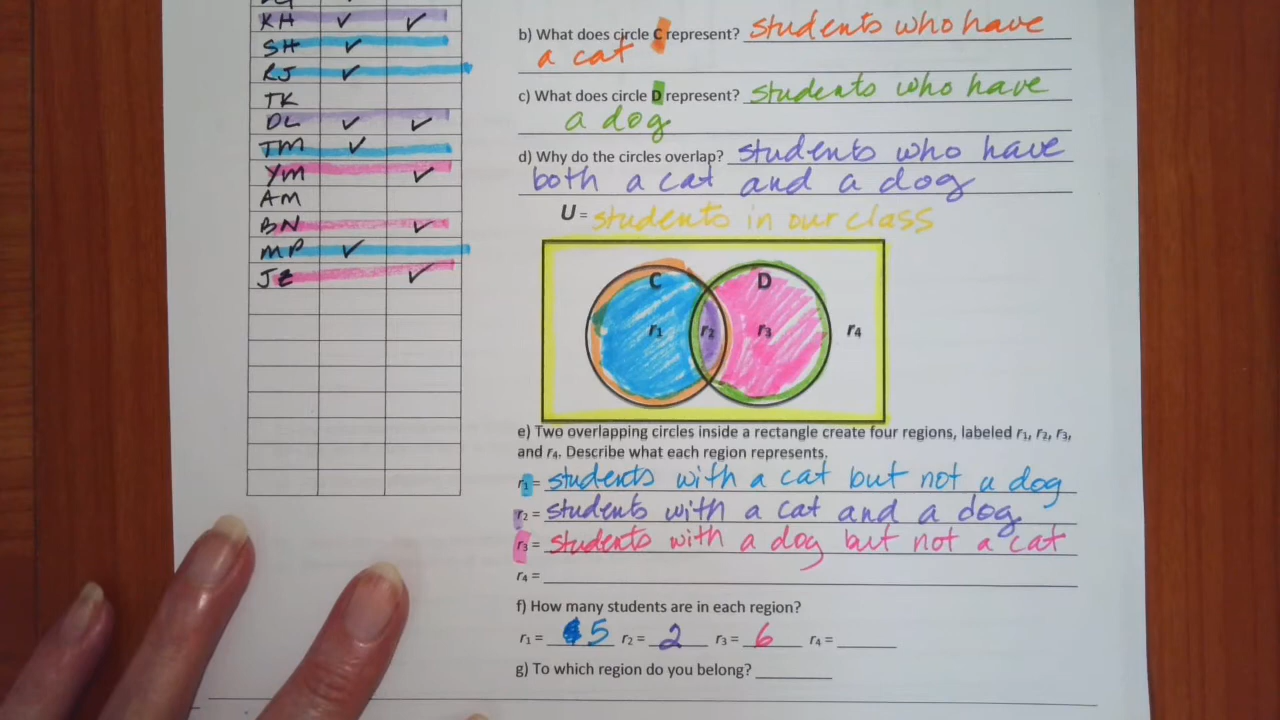 KH ✓ ✓
SH ✓
RJ ✓
TK
DL ✓ ✓
TM ✓
YM ✓
AM
BN ✓
MP ✓
JZ ✓
b) What does circle C represent? students who have
a cat
c) What does circle D represent? students who have
a dog
d) Why do the circles overlap? students who have
both a cat and a dog
U = students in our class
C D
r1 r2 r3 r4
e) Two overlapping circles inside a rectangle create four regions, labeled r1, r2, r3,
and r4. Describe what each region represents.
r1 = students with a cat but not a dog
r2 = students with a cat and a dog
r3 = students with a dog but not a cat
r4 =
f) How many students are in each region?
r1 = 5 r2 = 2 r3 = 6 r4 =
g) To which region do you belong?